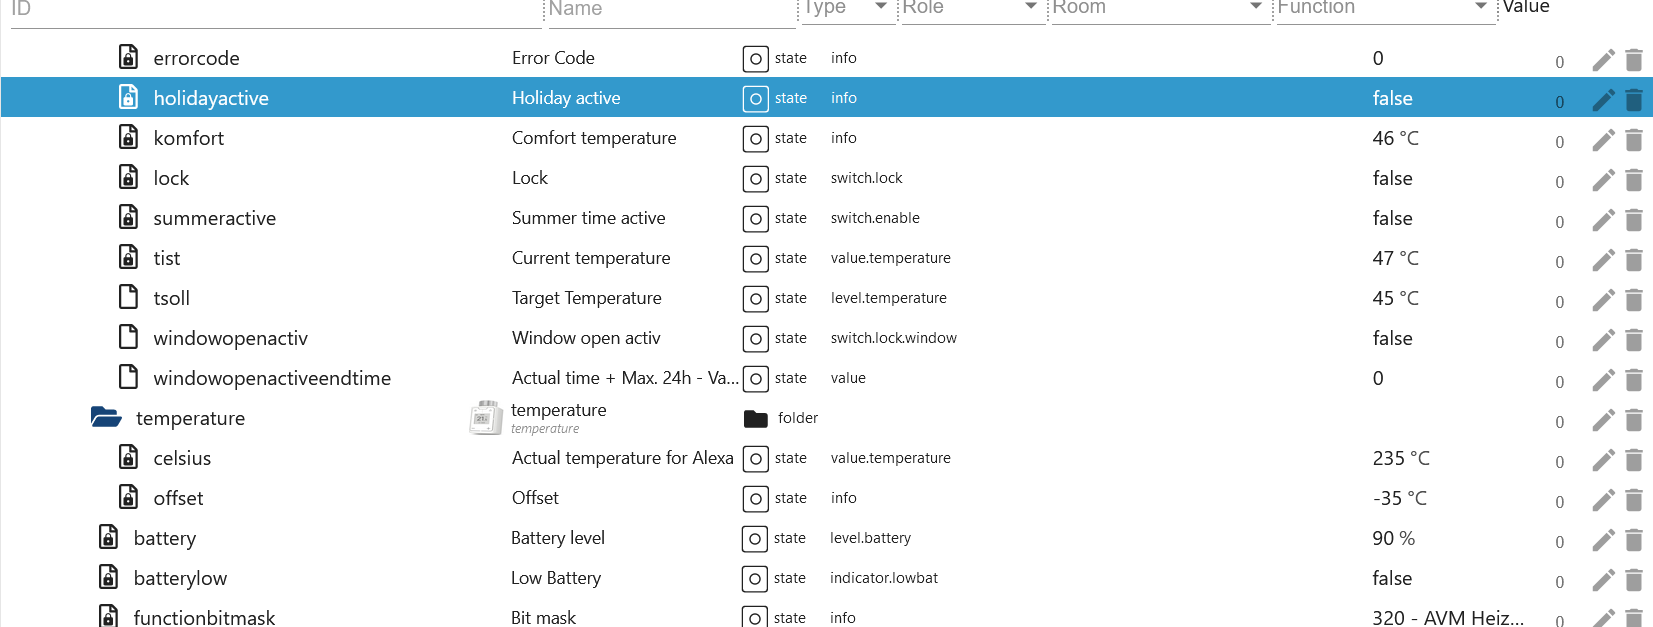 ID Name Type Role Room Function Value
errorcode Error Code state info 0 0
holidayactive Holiday active state info false 0
komfort Comfort temperature state info 46 °C 0
lock Lock state switch.lock false 0
summeractive Summer time active state switch.enable false 0
tist Current temperature state value.temperature 47 °C 0
tsoll Target Temperature state level.temperature 45 °C 0
windowopenactiv Window open activ state switch.lock.window false 0
windowopenactiveendtime Actual time + Max. 24h - Va... state value 0 0
temperature temperature folder 0
temperature
celsius Actual temperature for Alexa state value.temperature 235 °C 0
offset Offset state info -35 °C 0
battery Battery level state level.battery 90 % 0
batterylow Low Battery state indicator.lowbat false 0
functionbitmask Bit mask state info 320 - AVM Heiz... 0